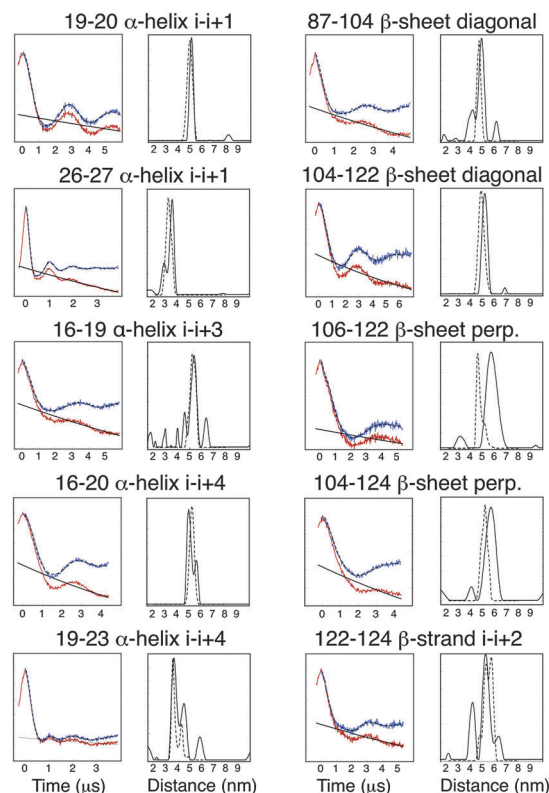 19-20 α-helix i-i+1
87-104 β-sheet diagonal
0 1 2 3 4 5
2 3 4 5 6 7 8 9
0 1 2 3 4
2 3 4 5 6 7 8 9
26-27 α-helix i-i+1
104-122 β-sheet diagonal
0 1 2 3
2 3 4 5 6 7 8 9
0 1 2 3 4 5 6
2 3 4 5 6 7 8 9
16-19 α-helix i-i+3
106-122 β-sheet perp.
0 1 2 3 4
2 3 4 5 6 7 8 9
0 1 2 3 4 5
2 3 4 5 6 7 8 9
16-20 α-helix i-i+4
104-124 β-sheet perp.
0 1 2 3 4
2 3 4 5 6 7 8 9
0 1 2 3 4
2 3 4 5 6 7 8 9
19-23 α-helix i-i+4
122-124 β-strand i-i+2
0 1 2 3
2 3 4 5 6 7 8 9
0 1 2 3 4 5
2 3 4 5 6 7 8 9
Time (μs)
Distance (nm)
Time (μs)
Distance (nm)